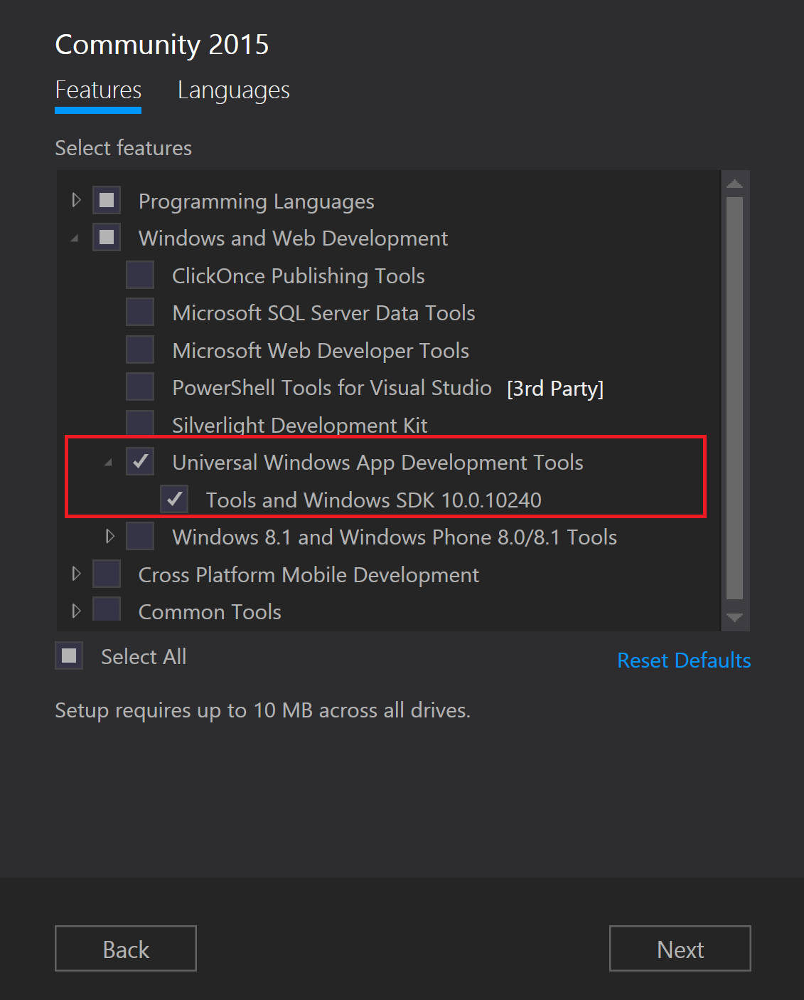 Community 2015
Features Languages
Select features
Programming Languages
Windows and Web Development
ClickOnce Publishing Tools
Microsoft SQL Server Data Tools
Microsoft Web Developer Tools
PowerShell Tools for Visual Studio [3rd Party]
Silverlight Development Kit
Universal Windows App Development Tools
Tools and Windows SDK 10.0.10240
Windows 8.1 and Windows Phone 8.0/8.1 Tools
Cross Platform Mobile Development
Common Tools
Select All
Reset Defaults
Setup requires up to 10 MB across all drives.
Back Next